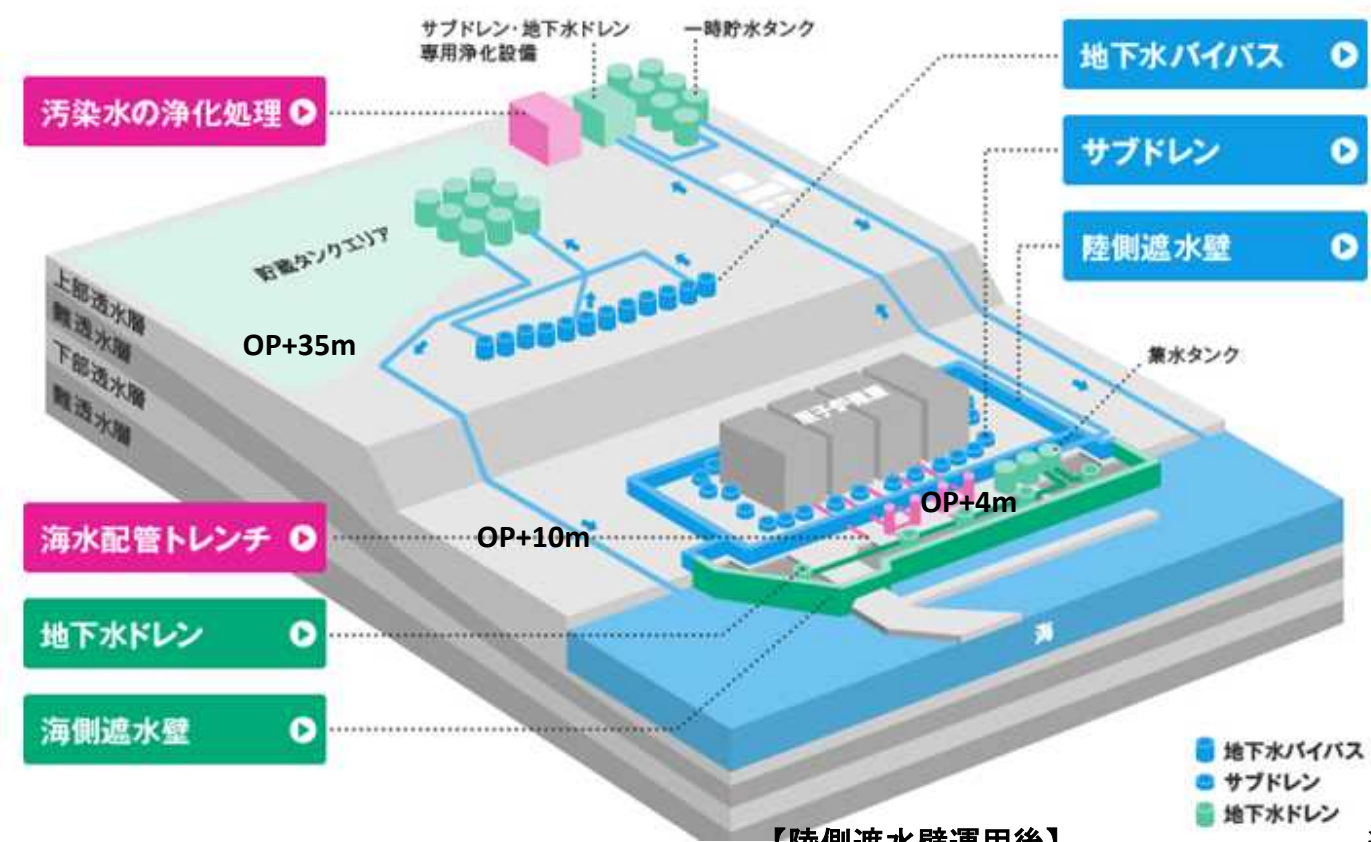 サブドレン・地下水ドレン
専用浄化設備
一時貯水タンク
地下水バイパス
汚染水の浄化処理
サブドレン
陸側遮水壁
貯蔵タンクエリア
上部透水層
難透水層
下部透水層
難透水層
OP+35m
集水タンク
原子炉建屋
OP+4m
OP+10m
海水配管トレンチ
地下水ドレン
海
海側遮水壁
地下水バイパス
サブドレン
地下水ドレン
【陸側遮水壁運用後】